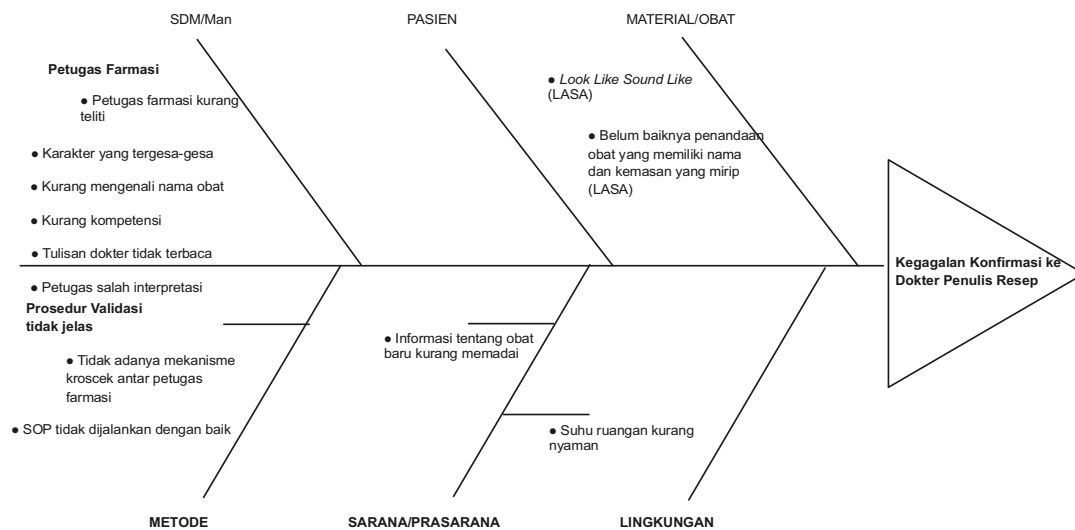 SDM/Man
PASIEN
MATERIAL/OBAT
Petugas Farmasi
● Petugas farmasi kurang
teliti
● Karakter yang tergesa-gesa
● Kurang mengenali nama obat
● Kurang kompetensi
● Tulisan dokter tidak terbaca
● Petugas salah interpretasi
● Look Like Sound Like
(LASA)
● Belum baiknya penandaan
obat yang memiliki nama
dan kemasan yang mirip
(LASA)
Kegagalan Konfirmasi ke
Dokter Penulis Resep
Prosedur Validasi
tidak jelas
● Tidak adanya mekanisme
kroscek antar petugas
farmasi
● SOP tidak dijalankan dengan baik
● Informasi tentang obat
baru kurang memadai
● Suhu ruangan kurang
nyaman
METODE
SARANA/PRASARANA
LINGKUNGAN